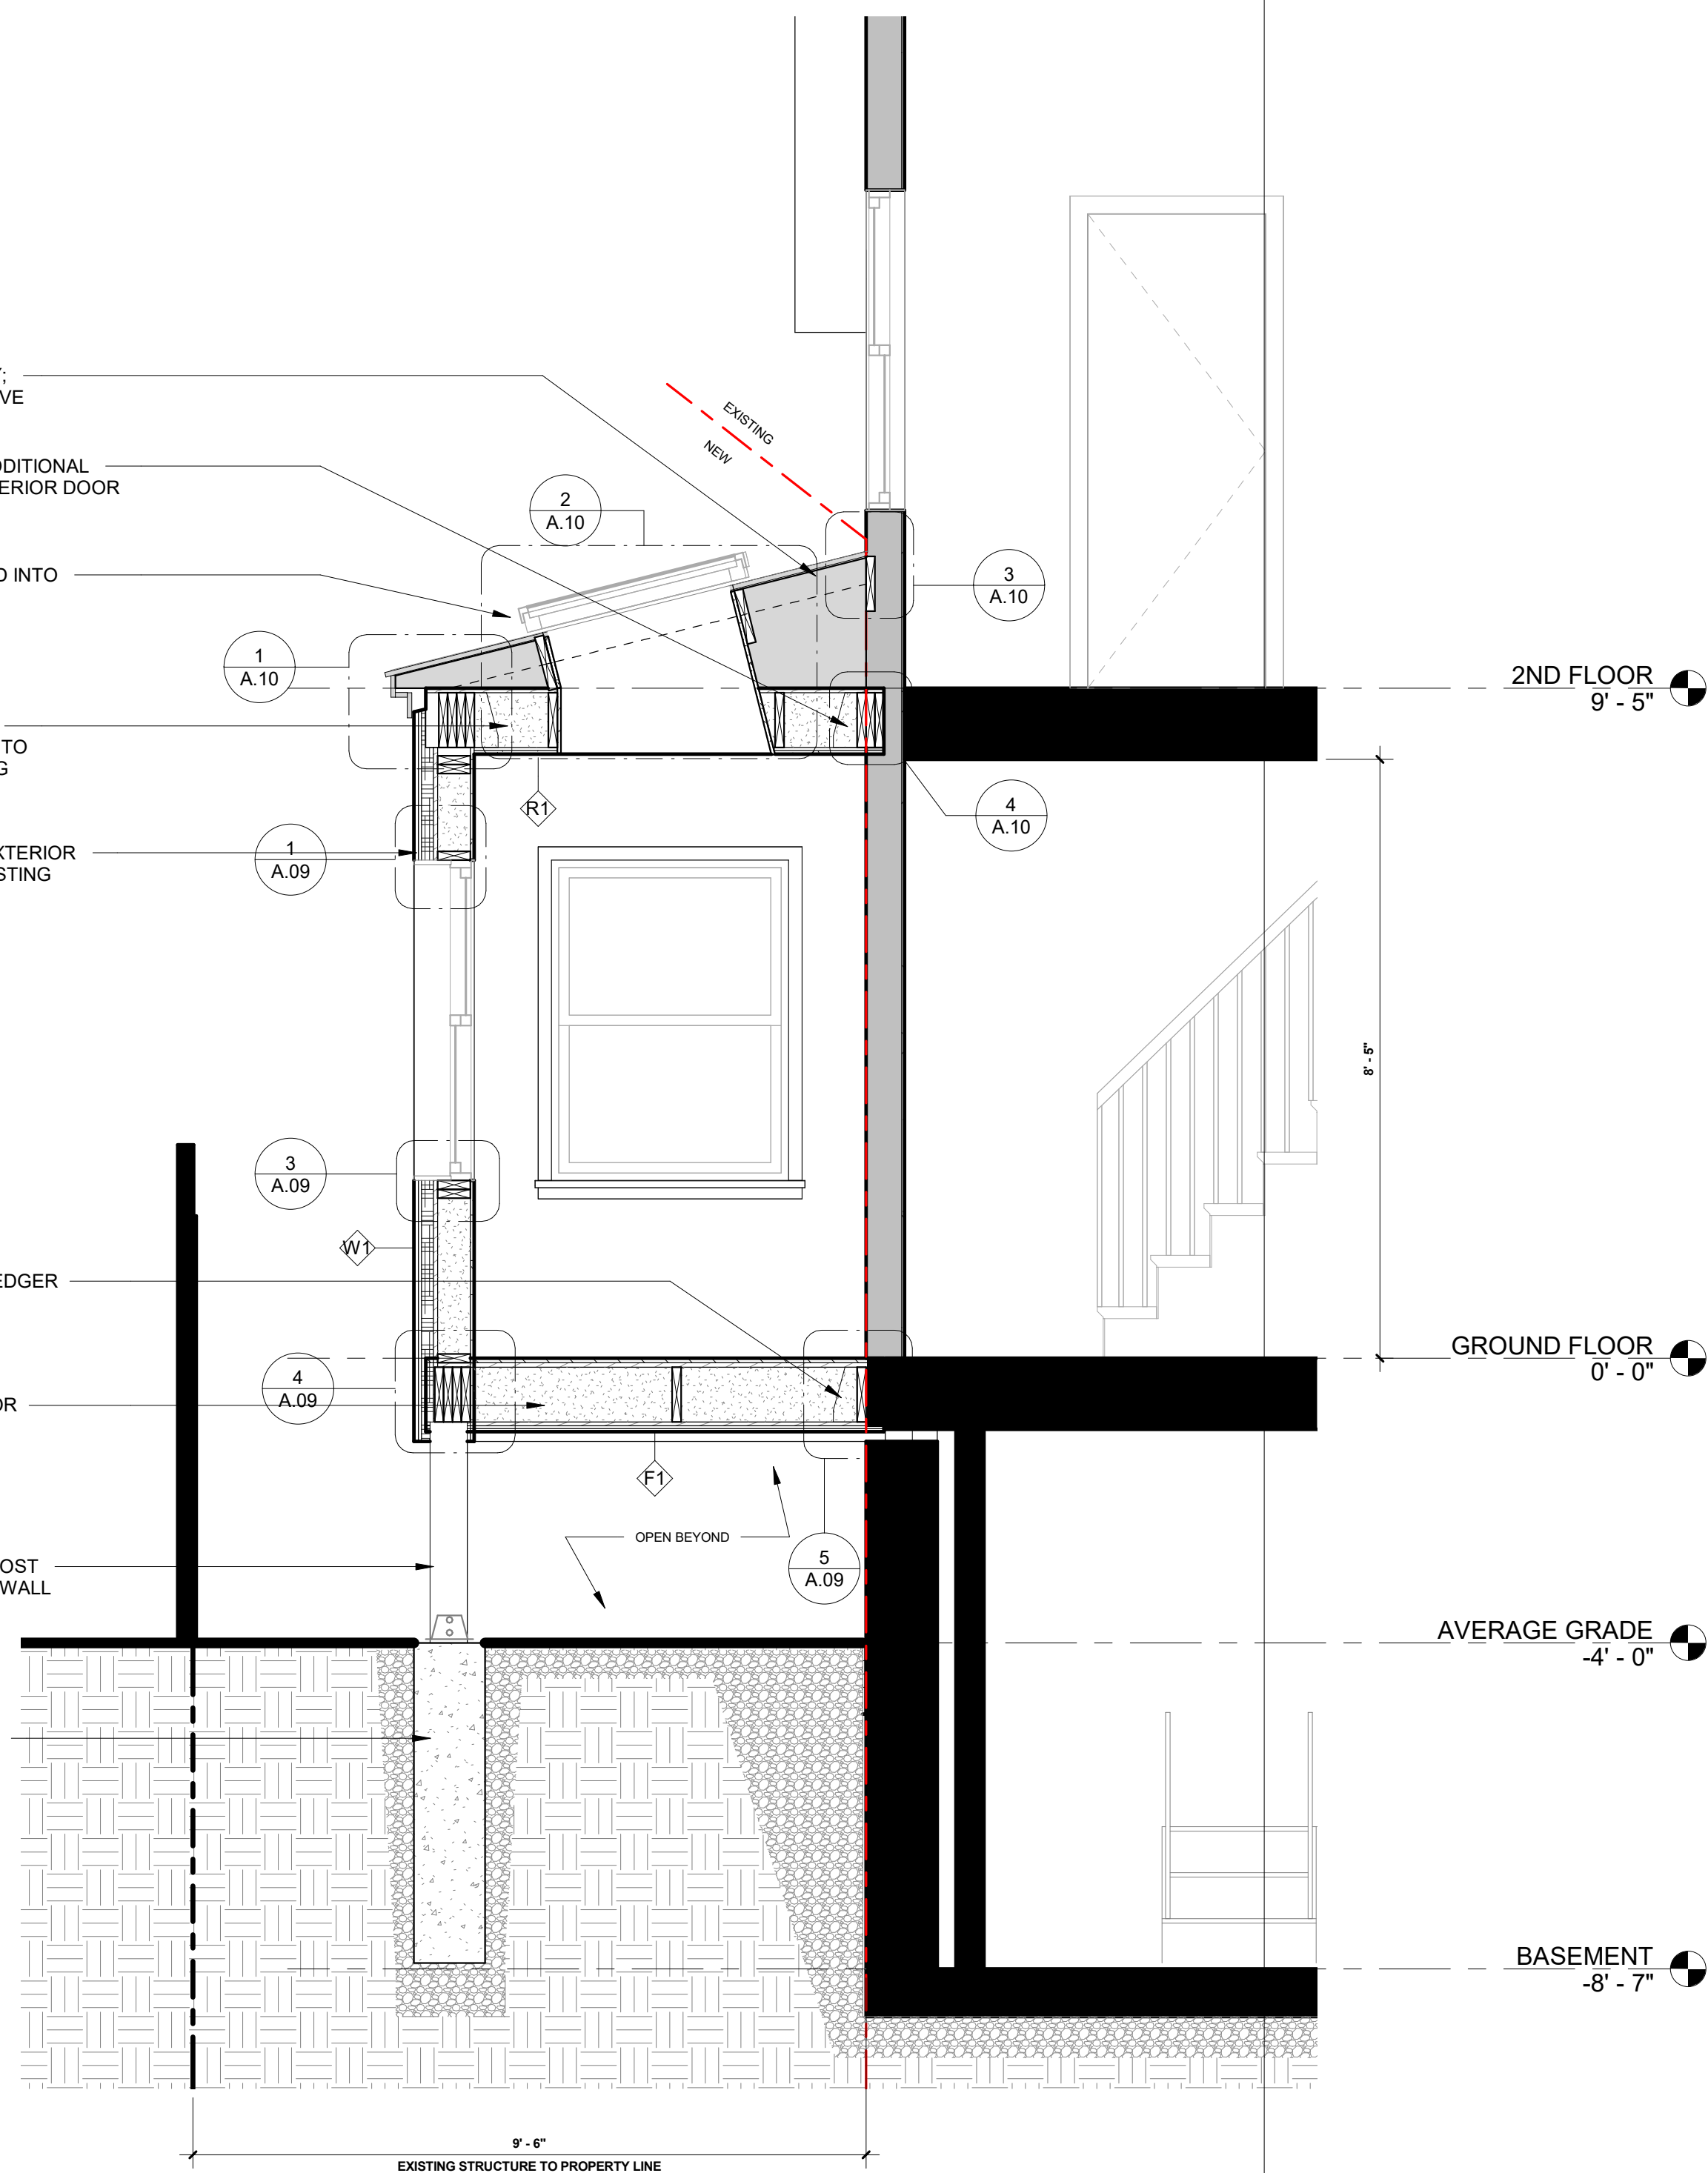 Y;
VE
EXISTING
NEW
DDITIONAL
ERIOR DOOR
2
A.10
D INTO
3
A.10
1
A.10
2ND FLOOR
9' - 5"
TO
G
R1
4
A.10
XTERIOR
STING
1
A.09
8' - 5"
3
A.09
W1
EDGER
GROUND FLOOR
0' - 0"
4
A.09
OR
F1
OPEN BEYOND
5
A.09
OST
WALL
AVERAGE GRADE
-4' - 0"
BASEMENT
-8' - 7"
9' - 6"
EXISTING STRUCTURE TO PROPERTY LINE